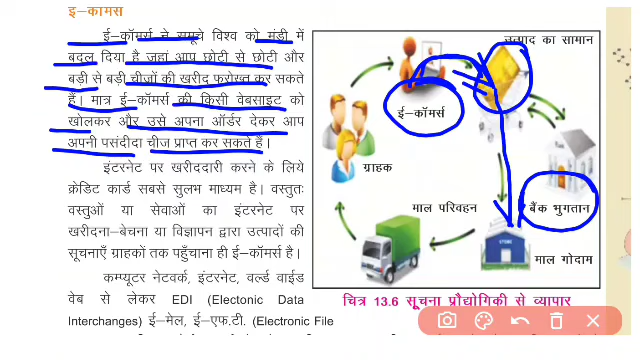 ई-कामर्स
ई-कॉमर्स ने समूचे विश्व को मंडी में
बदल दिया है जहां आप छोटी से छोटी और
बड़ी से बड़ी चीजों की खरीद फरोख्त कर सकते
हैं। मात्र ई-कॉमर्स की किसी वेबसाइट को
खोलकर और उसे अपना ऑर्डर देकर आप
अपनी पसंदीदा चीज प्राप्त कर सकते हैं।
इंटरनेट पर खरीददारी करने के लिये
क्रेडिट कार्ड सबसे सुलभ माध्यम है। वस्तुतः
वस्तुओं या सेवाओं का इंटरनेट पर
खरीदना-बेचना या विज्ञापन द्वारा उत्पादों की
सूचनाएँ ग्राहकों तक पहुँचाना ही ई-कॉमर्स है।
कम्प्यूटर नेटवर्क, इंटरनेट, वर्ल्ड वाईड
वेब से लेकर EDI (Electonic Data
Interchanges) ई-मेल, ई-एफ.टी. (Electronic File
उत्पाद का सामान
ई-कॉमर्स
ग्राहक
बैंक भुगतान
माल परिवहन
माल गोदाम
चित्र 13.6 सूचना प्रौद्योगिकी से व्यापार